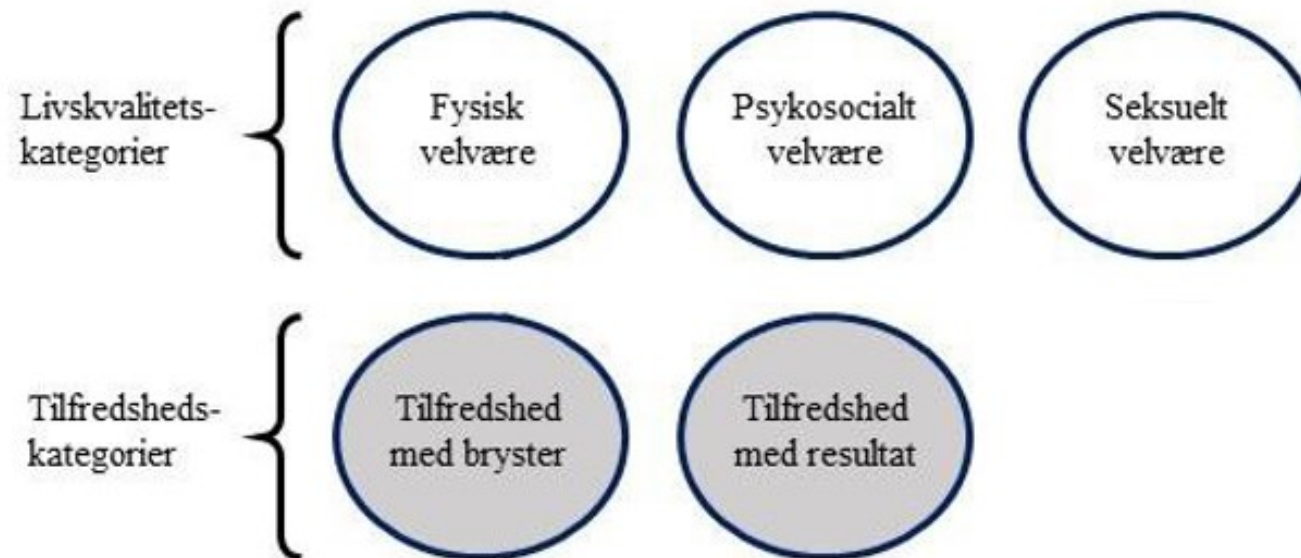 Livskvalitets-
kategorier
Fysisk
velvære
Psykosocialt
velvære
Seksuelt
velvære
Tilfredsheds-
kategorier
Tilfredshed
med bryster
Tilfredshed
med resultat